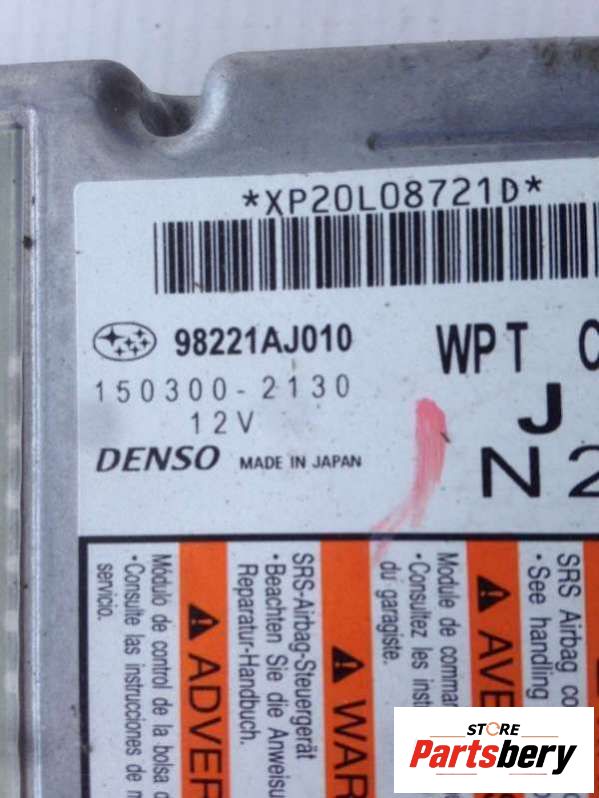 *XP20L08721D*
98221AJ010
WPT
150300-2130
12V
J
DENSO MADE IN JAPAN
N2
Módulo de control de la bolsa
•Consulte las instrucciones de
servicio.
ADVER
SRS-Airbag-Steuergerät
•Beachten Sie die Anweisu
Reparatur-Handbuch.
WAR
Module de comman
•Consultez les inst
du garagiste.
AVE
SRS Airbag co
•See handling
STORE
Partsbery